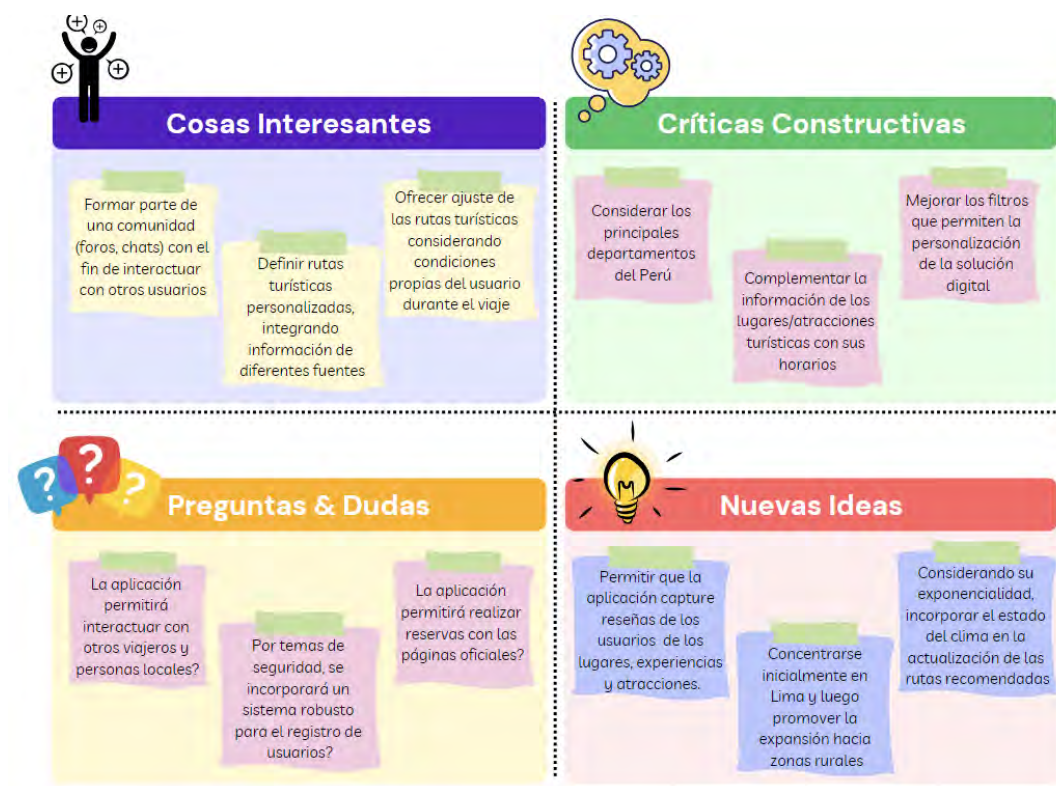 Cosas Interesantes
Formar parte de
una comunidad
(foros, chats) con el
fin de interactuar
con otros usuarios
Definir rutas
turísticas
personalizadas,
integrando
información de
diferentes fuentes
Ofrecer ajuste de
las rutas turísticas
considerando
condiciones
propias del usuario
durante el viaje
Críticas Constructivas
Considerar los
principales
departamentos
del Perú
Complementar la
información de los
lugares/atracciones
turísticas con sus
horarios
Mejorar los filtros
que permiten la
personalización
de la solución
digital
? ? ?
Preguntas & Dudas
La aplicación
permitirá
interactuar con
otros viajeros y
personas locales?
Por temas de
seguridad, se
incorporará un
sistema robusto
para el registro de
usuarios?
La aplicación
permitirá realizar
reservas con las
páginas oficiales?
Nuevas Ideas
Permitir que la
aplicación capture
reseñas de los
usuarios de los
lugares, experiencias
y atracciones.
Concentrarse
inicialmente en
Lima y luego
promover la
expansión hacia
zonas rurales
Considerando su
exponencialidad,
incorporar el estado
del clima en la
actualización de las
rutas recomendadas